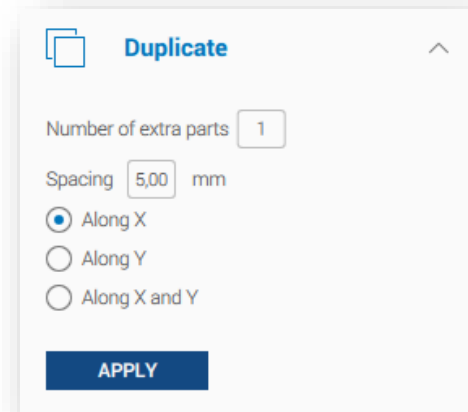 Duplicate
Number of extra parts 1
Spacing 5,00 mm
Along X
Along Y
Along X and Y
APPLY